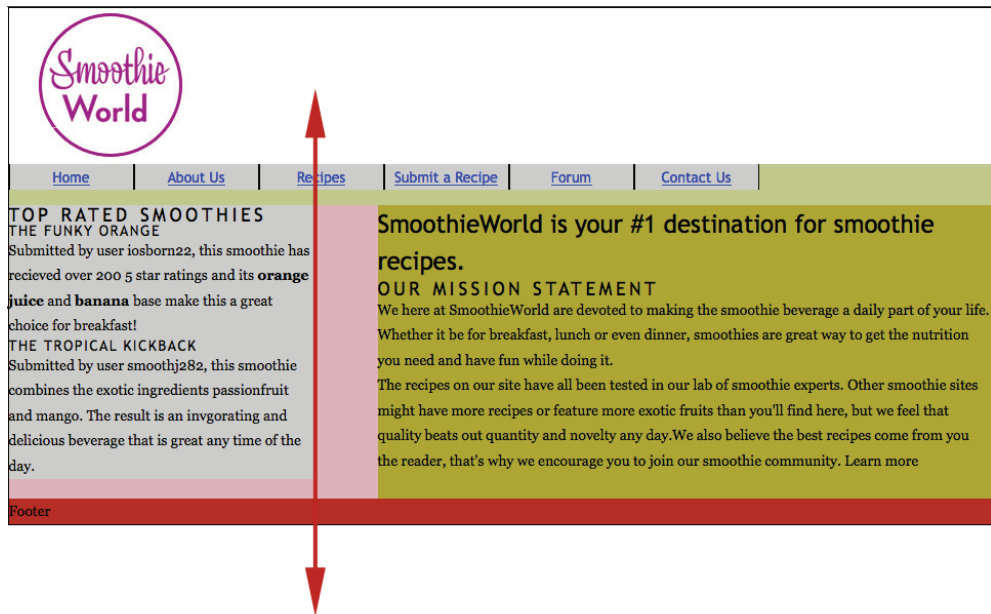 Smoothie
World
Home About Us Recipes Submit a Recipe Forum Contact Us
TOP RATED SMOOTHIES
THE FUNKY ORANGE
Submitted by user iosborn22, this smoothie has
recieved over 200 5 star ratings and its orange
juice and banana base make this a great
choice for breakfast!
THE TROPICAL KICKBACK
Submitted by user smoothj282, this smoothie
combines the exotic ingredients passionfruit
and mango. The result is an invgorating and
delicious beverage that is great any time of the
day.
SmoothieWorld is your #1 destination for smoothie
recipes.
OUR MISSION STATEMENT
We here at SmoothieWorld are devoted to making the smoothie beverage a daily part of your life.
Whether it be for breakfast, lunch or even dinner, smoothies are great way to get the nutrition
you need and have fun while doing it.
The recipes on our site have all been tested in our lab of smoothie experts. Other smoothie sites
might have more recipes or feature more exotic fruits than you'll find here, but we feel that
quality beats out quantity and novelty any day.We also believe the best recipes come from you
the reader, that's why we encourage you to join our smoothie community. Learn more
Footer